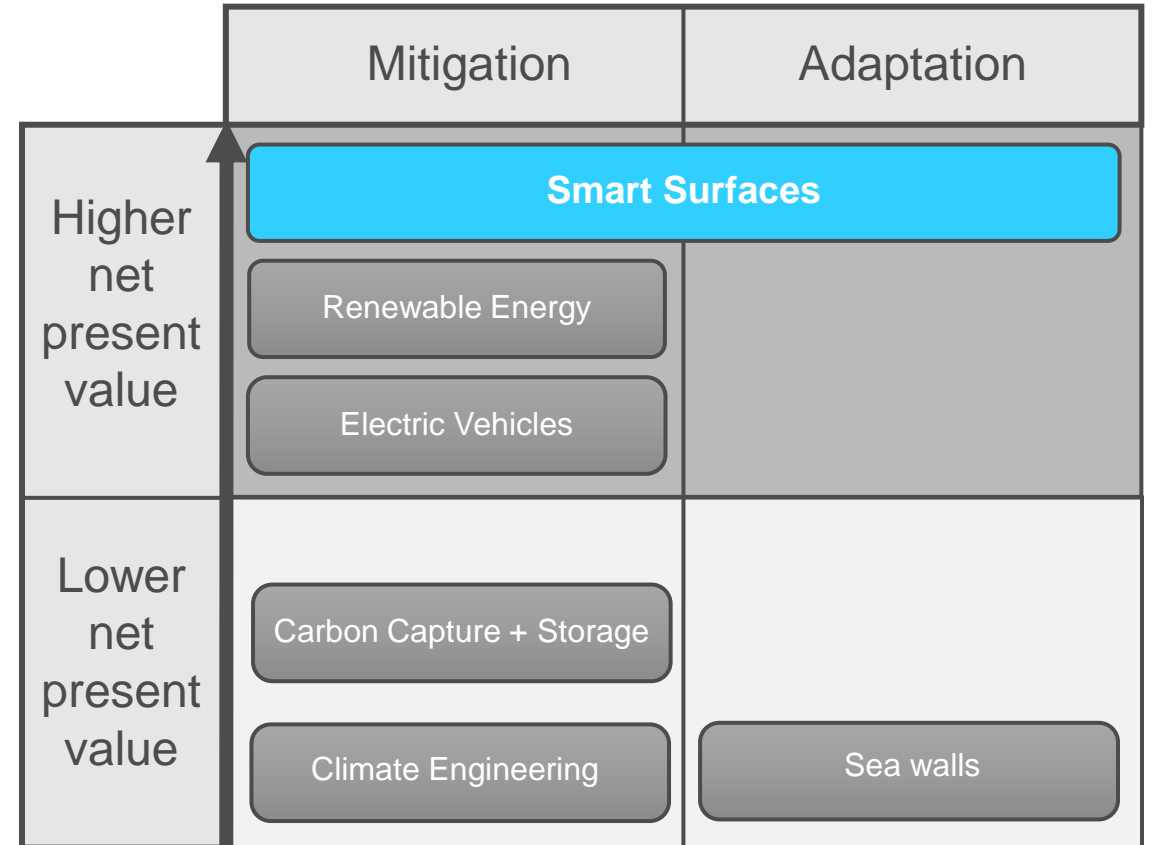 Mitigation
Adaptation
Higher
net
present
value
Smart Surfaces
Renewable Energy
Electric Vehicles
Lower
net
present
value
Carbon Capture + Storage
Climate Engineering
Sea walls